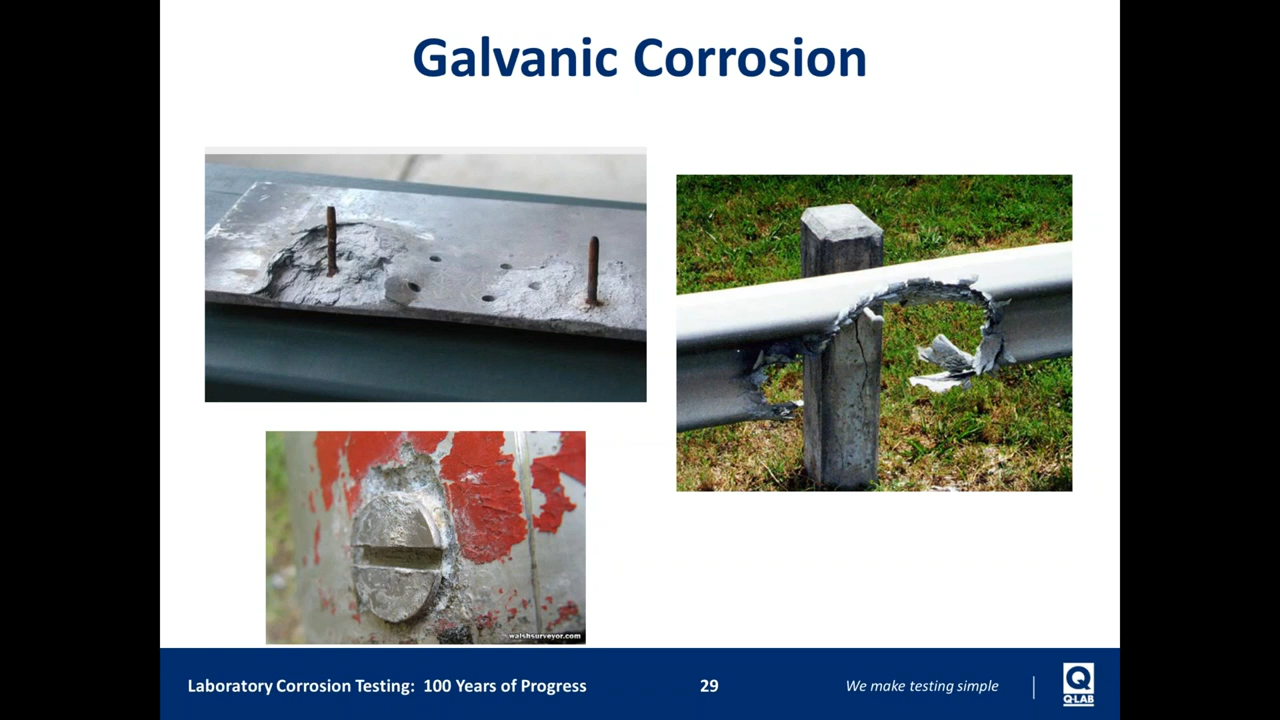 Galvanic Corrosion
walshsurveyor.com
Laboratory Corrosion Testing: 100 Years of Progress
29
We make testing simple
Q
Q-LAB